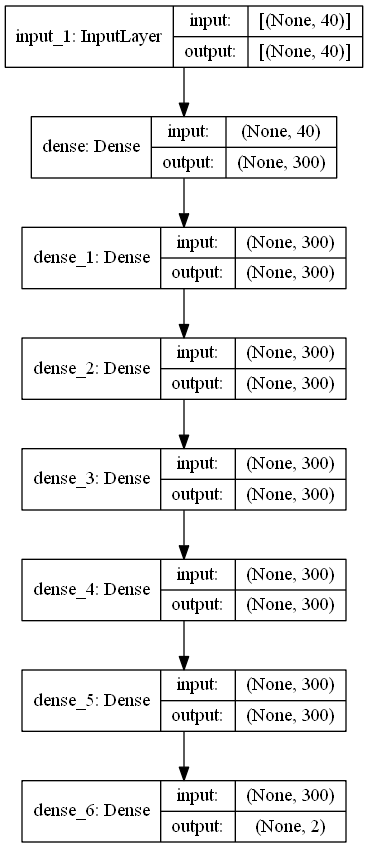 input_1: InputLayer input: [(None, 40)]
output: [(None, 40)]
dense: Dense input: (None, 40)
output: (None, 300)
dense_1: Dense input: (None, 300)
output: (None, 300)
dense_2: Dense input: (None, 300)
output: (None, 300)
dense_3: Dense input: (None, 300)
output: (None, 300)
dense_4: Dense input: (None, 300)
output: (None, 300)
dense_5: Dense input: (None, 300)
output: (None, 300)
dense_6: Dense input: (None, 300)
output: (None, 2)